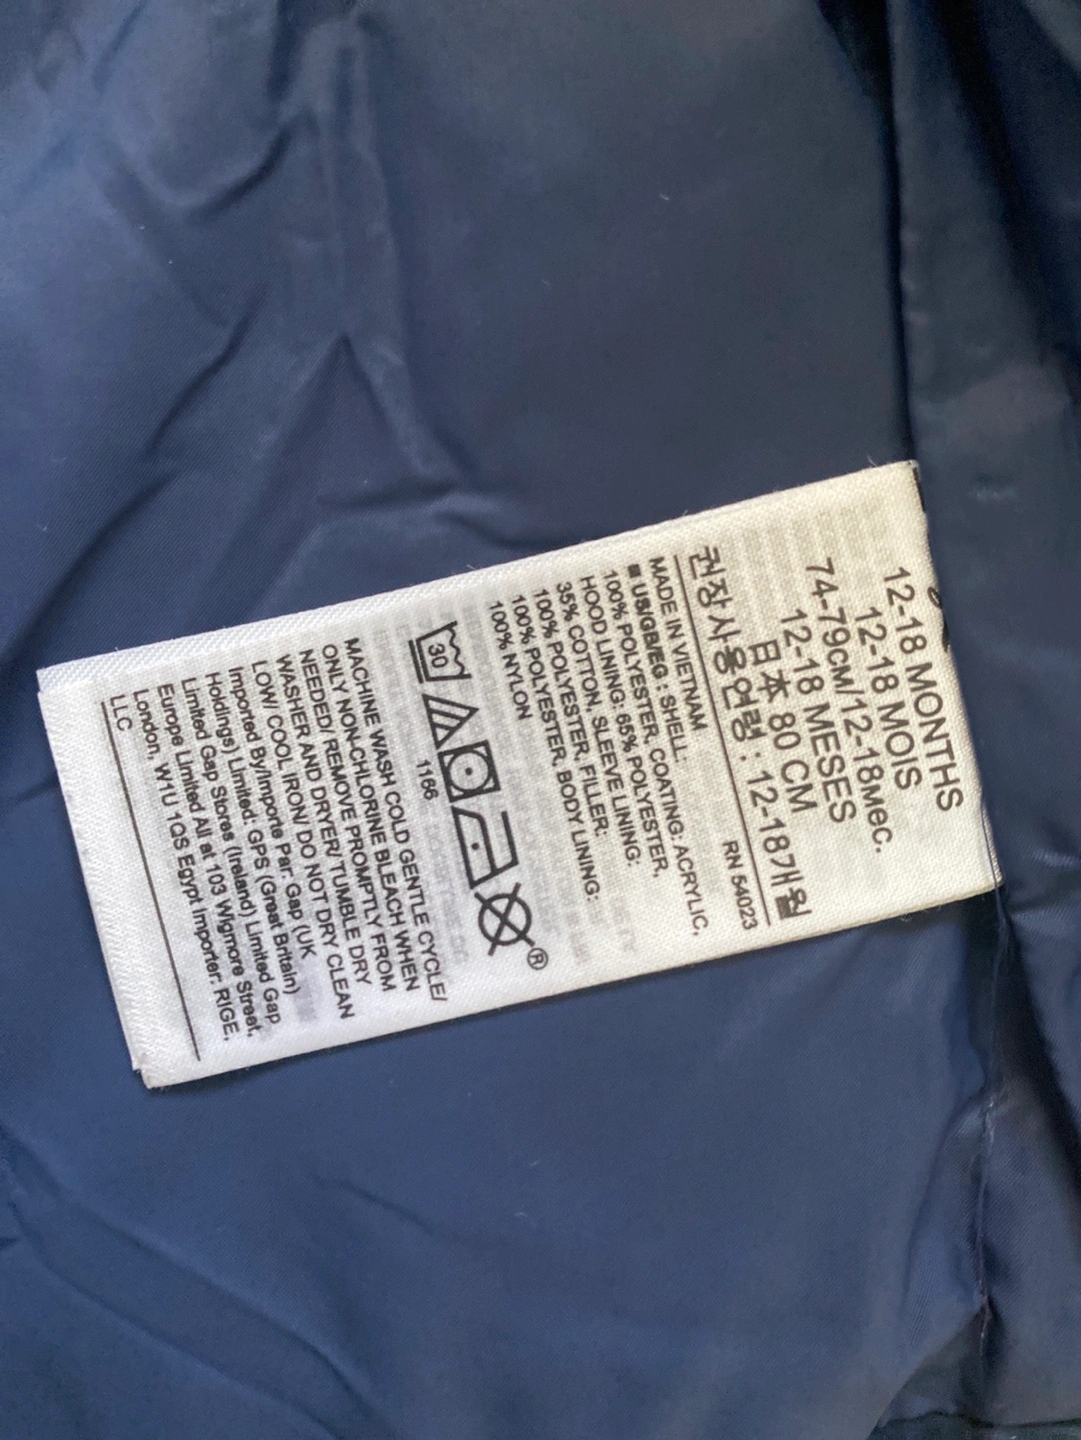 12-18 MONTHS
12-18 MOIS
74-79CM/12-18мес.
12-18 MESES
日本 80 CM
권장사용연령 : 12-18개월
RN 54023
MADE IN VIETNAM
■ US/GB/EG : SHELL:
100% POLYESTER, COATING: ACRYLIC,
HOOD LINING: 65% POLYESTER,
35% COTTON, SLEEVE LINING:
100% POLYESTER, FILLER:
100% POLYESTER, BODY LINING:
100% NYLON
30
®
1166
MACHINE WASH COLD GENTLE CYCLE/
ONLY NON-CHLORINE BLEACH WHEN
NEEDED/ REMOVE PROMPTLY FROM
WASHER AND DRYER/ TUMBLE DRY
LOW/ COOL IRON/ DO NOT DRY CLEAN
Imported By/Importe Par: Gap (UK
Holdings) Limited: GPS (Great Britain)
Limited Gap Stores (Ireland) Limited Gap
Europe Limited All at 103 Wigmore Street,
London, W1U 1QS Egypt Importer: RIGE,
LLC